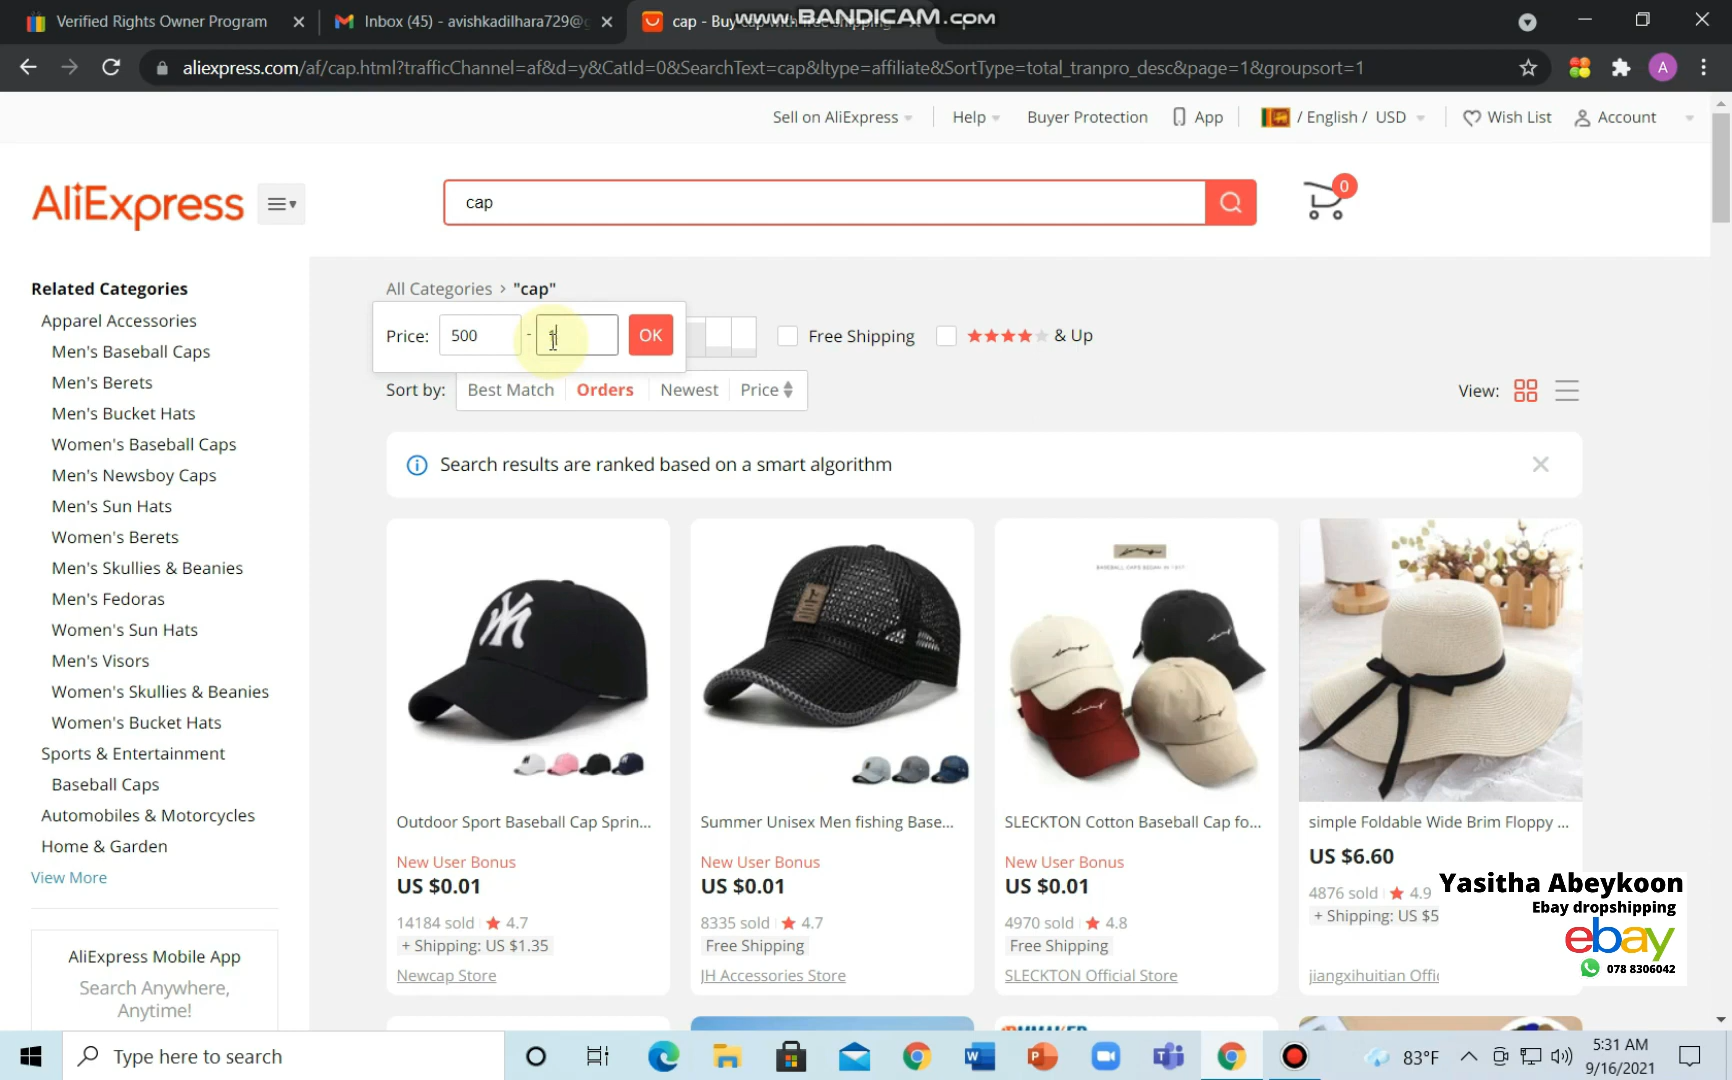 Verified Rights Owner Program
Inbox (45) - avishkadilhara729@
cap - Buy cap with free shipping
www.BANDICAM.com
A
aliexpress.com/af/cap.html?trafficChannel=af&d=y&CatId=0&SearchText=cap&ltype=affiliate&SortType=total_tranpro_desc&page=1&groupsort=1
Sell on AliExpress
Help
Buyer Protection
App
/ English / USD
Wish List
Account
AliExpress
cap
0
Related Categories
Apparel Accessories
Men's Baseball Caps
Men's Berets
Men's Bucket Hats
Women's Baseball Caps
Men's Newsboy Caps
Men's Sun Hats
Women's Berets
Men's Skullies & Beanies
Men's Fedoras
Women's Sun Hats
Men's Visors
Women's Skullies & Beanies
Women's Bucket Hats
Sports & Entertainment
Baseball Caps
Automobiles & Motorcycles
Home & Garden
View More
AliExpress Mobile App
Search Anywhere,
Anytime!
All Categories > "cap"
Price: 500 - OK
Free Shipping
& Up
Sort by: Best Match Orders Newest Price
View:
Search results are ranked based on a smart algorithm
Outdoor Sport Baseball Cap Sprin...
New User Bonus
US $0.01
14184 sold 4.7
+ Shipping: US $1.35
Newcap Store
Summer Unisex Men fishing Base...
New User Bonus
US $0.01
8335 sold 4.7
Free Shipping
JH Accessories Store
BASEBALL CAPS BEGAN IN 1877
SLECKTON Cotton Baseball Cap fo...
New User Bonus
US $0.01
4970 sold 4.8
Free Shipping
SLECKTON Official Store
simple Foldable Wide Brim Floppy ...
US $6.60
4876 sold 4.9
+ Shipping: US $5
jiangxihuitian Offi
Yasitha Abeykoon
Ebay dropshipping
ebay
078 8306042
Type here to search
83°F
5:31 AM
9/16/2021